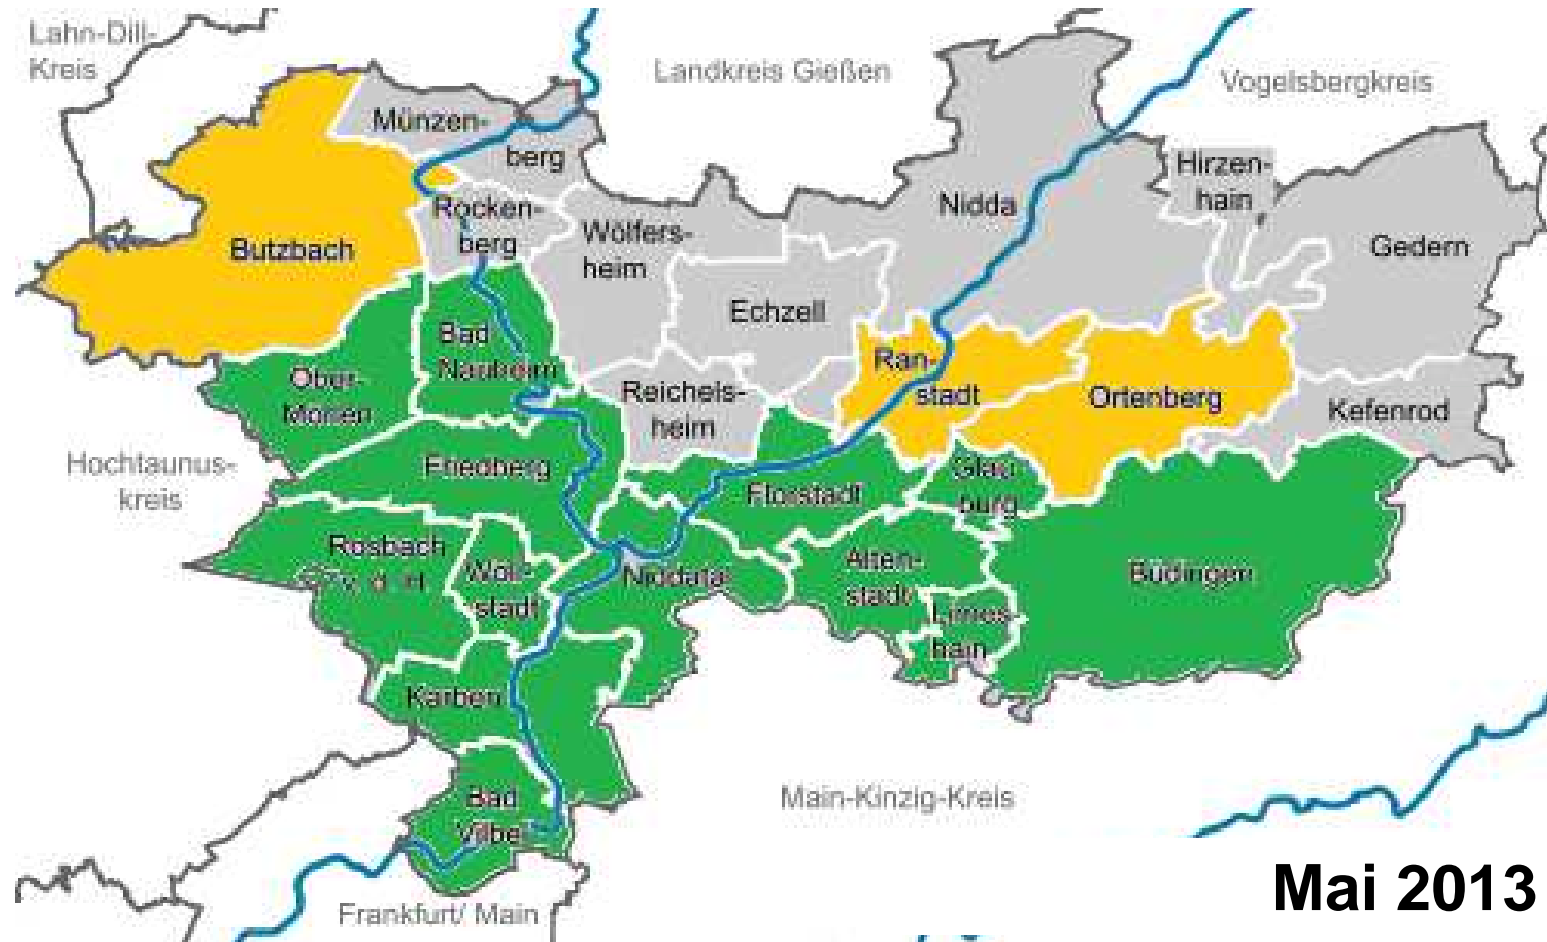 Lahn-Dill-
Kreis
Landkreis Gießen
Vogelsbergkreis
Münzen-
berg
Hirzen-
hain
Nidda
Rocken-
berg
Wölfers-
heim
Butzbach
Gedern
Echzell
Bad
Nauheim
Ran-
stadt
Ober-
Mörlen
Reichels-
heim
Ortenberg
Kefenrod
Hochtaunus-
kreis
Friedberg
Florstadt
Glau-
burg
Rosbach
v. d. H.
Wöll-
stadt
Niddatal
Alten-
stadt
Büdingen
Limes-
hain
Karben
Bad
Vilbel
Main-Kinzig-Kreis
Mai 2013
Frankfurt/ Main